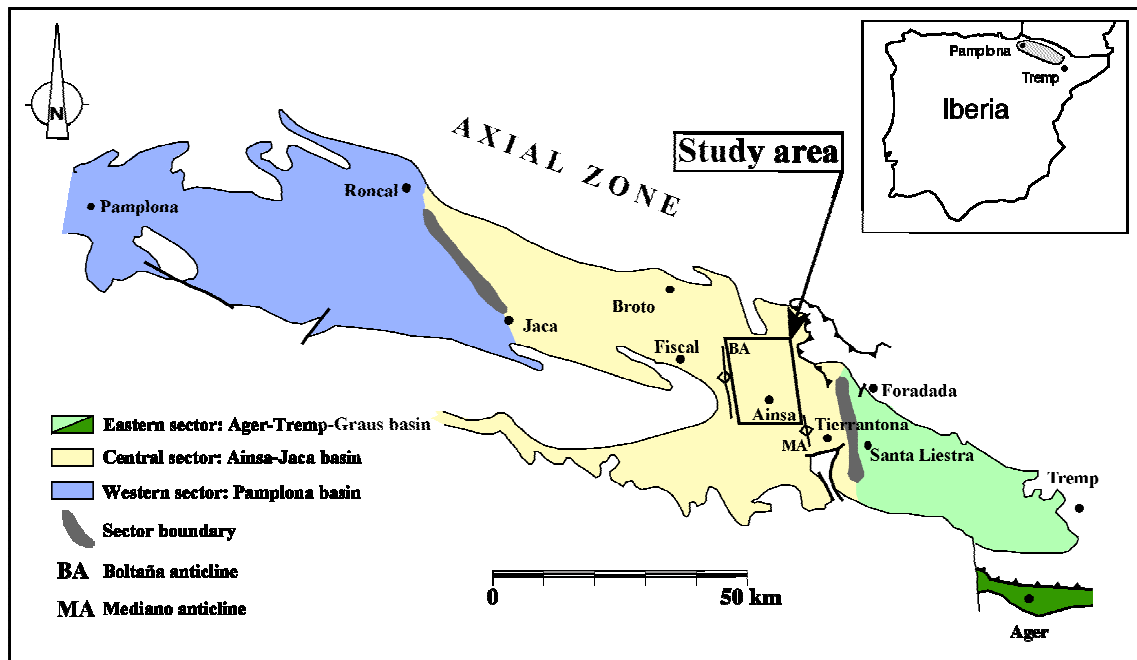 N
AXIAL ZONE
Study area
Pamplona
Tremp
Iberia
Roncal
Pamplona
Broto
Jaca
Fiscal
BA
Foradada
Ainsa
Tierrantona
MA
Santa Liestra
Tremp
Eastern sector: Ager-Tremp-Graus basin
Central sector: Ainsa-Jaca basin
Western sector: Pamplona basin
Sector boundary
BA Boltaña anticline
MA Mediano anticline
0 50 km
Ager